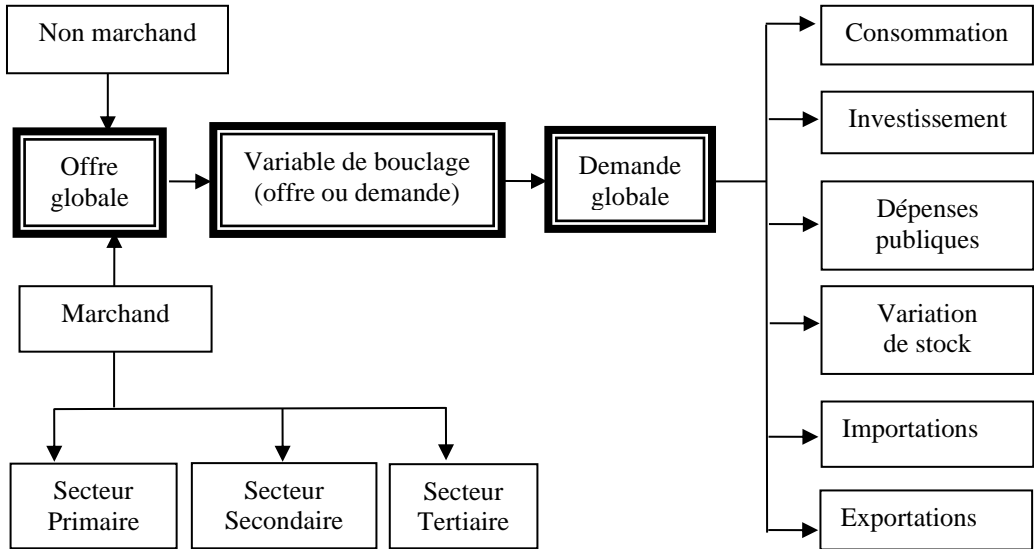 Non marchand
Consommation
Investissement
Offre
globale
Variable de bouclage
(offre ou demande)
Demande
globale
Dépenses
publiques
Marchand
Variation
de stock
Importations
Secteur
Primaire
Secteur
Secondaire
Secteur
Tertiaire
Exportations